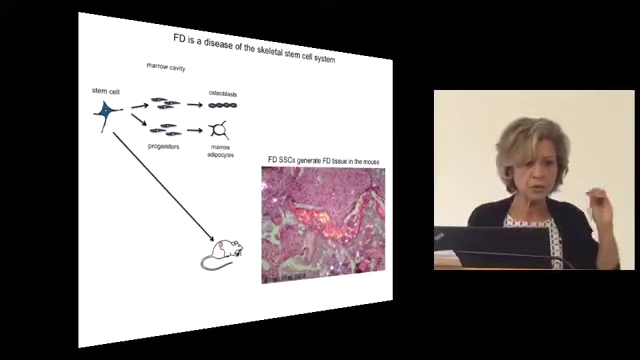 FD is a disease of the skeletal stem cell system
marrow cavity
stem cell
osteoblasts
progenitors
marrow
adipocytes
FD SSCs generate FD tissue in the mouse